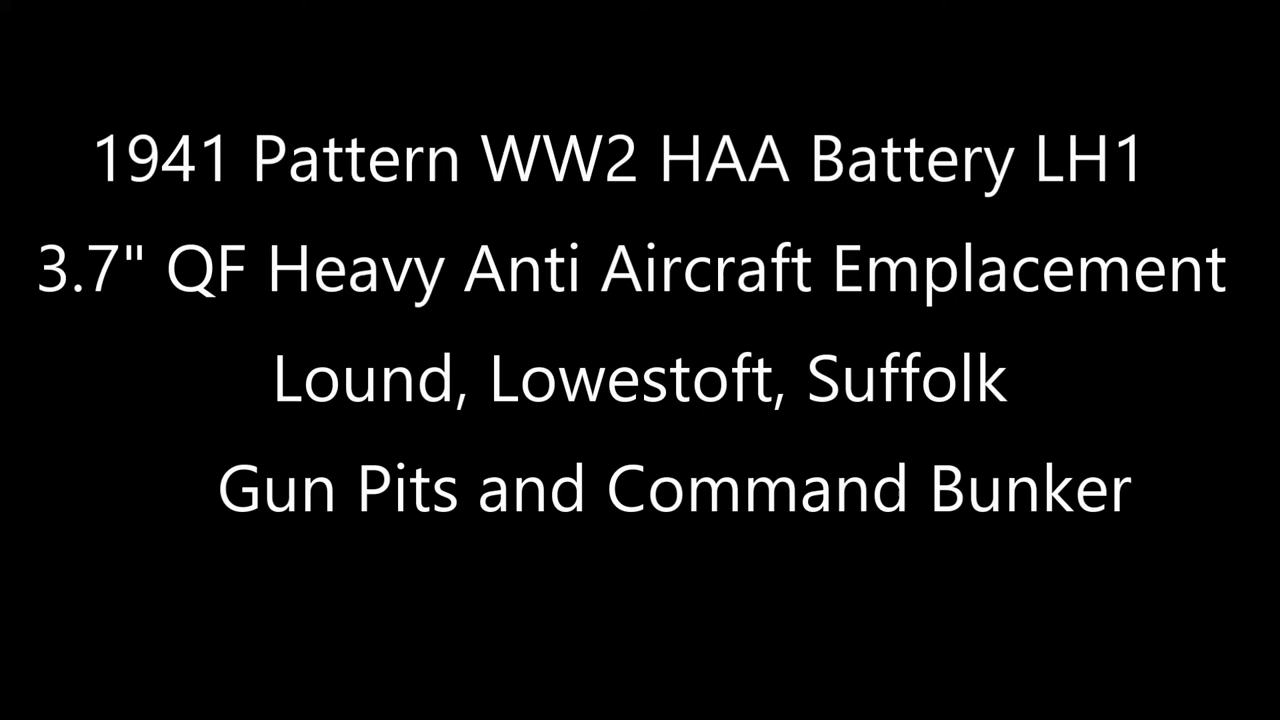 1941 Pattern WW2 HAA Battery LH1
3.7" QF Heavy Anti Aircraft Emplacement
Lound, Lowestoft, Suffolk
Gun Pits and Command Bunker